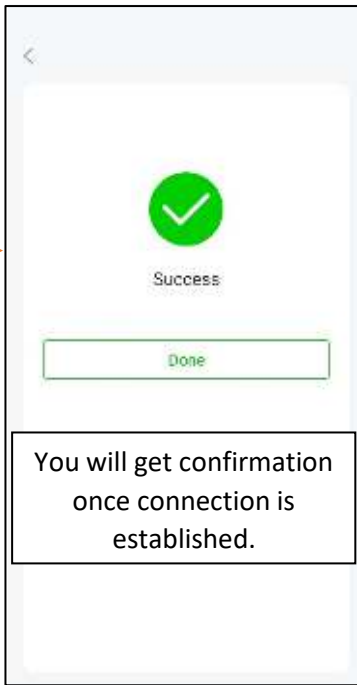 Success
Done
You will get confirmation
once connection is
established.